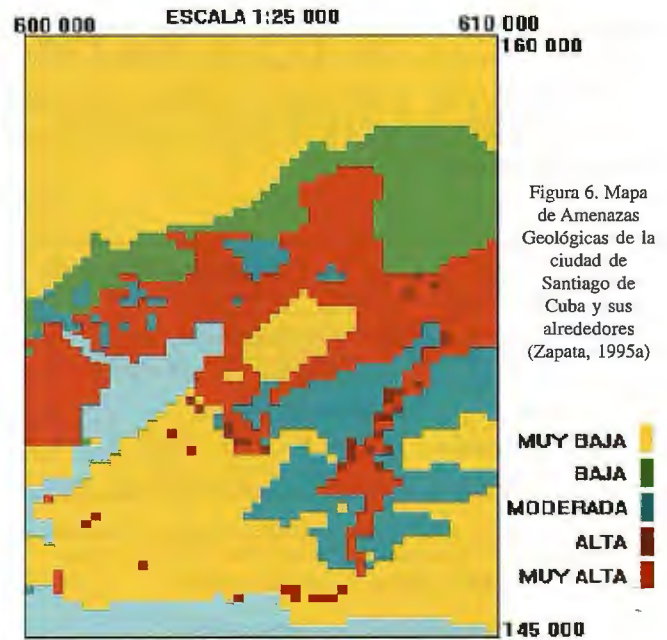 ESCALA 1:25 000
600 000
610 000
160 000
Figura 6. Mapa
de Amenazas
Geológicas de la
ciudad de
Santiago de
Cuba y sus
alrededores
(Zapata, 1995a)
MUY BAJA
BAJA
MODERADA
ALTA
MUY ALTA
145 000